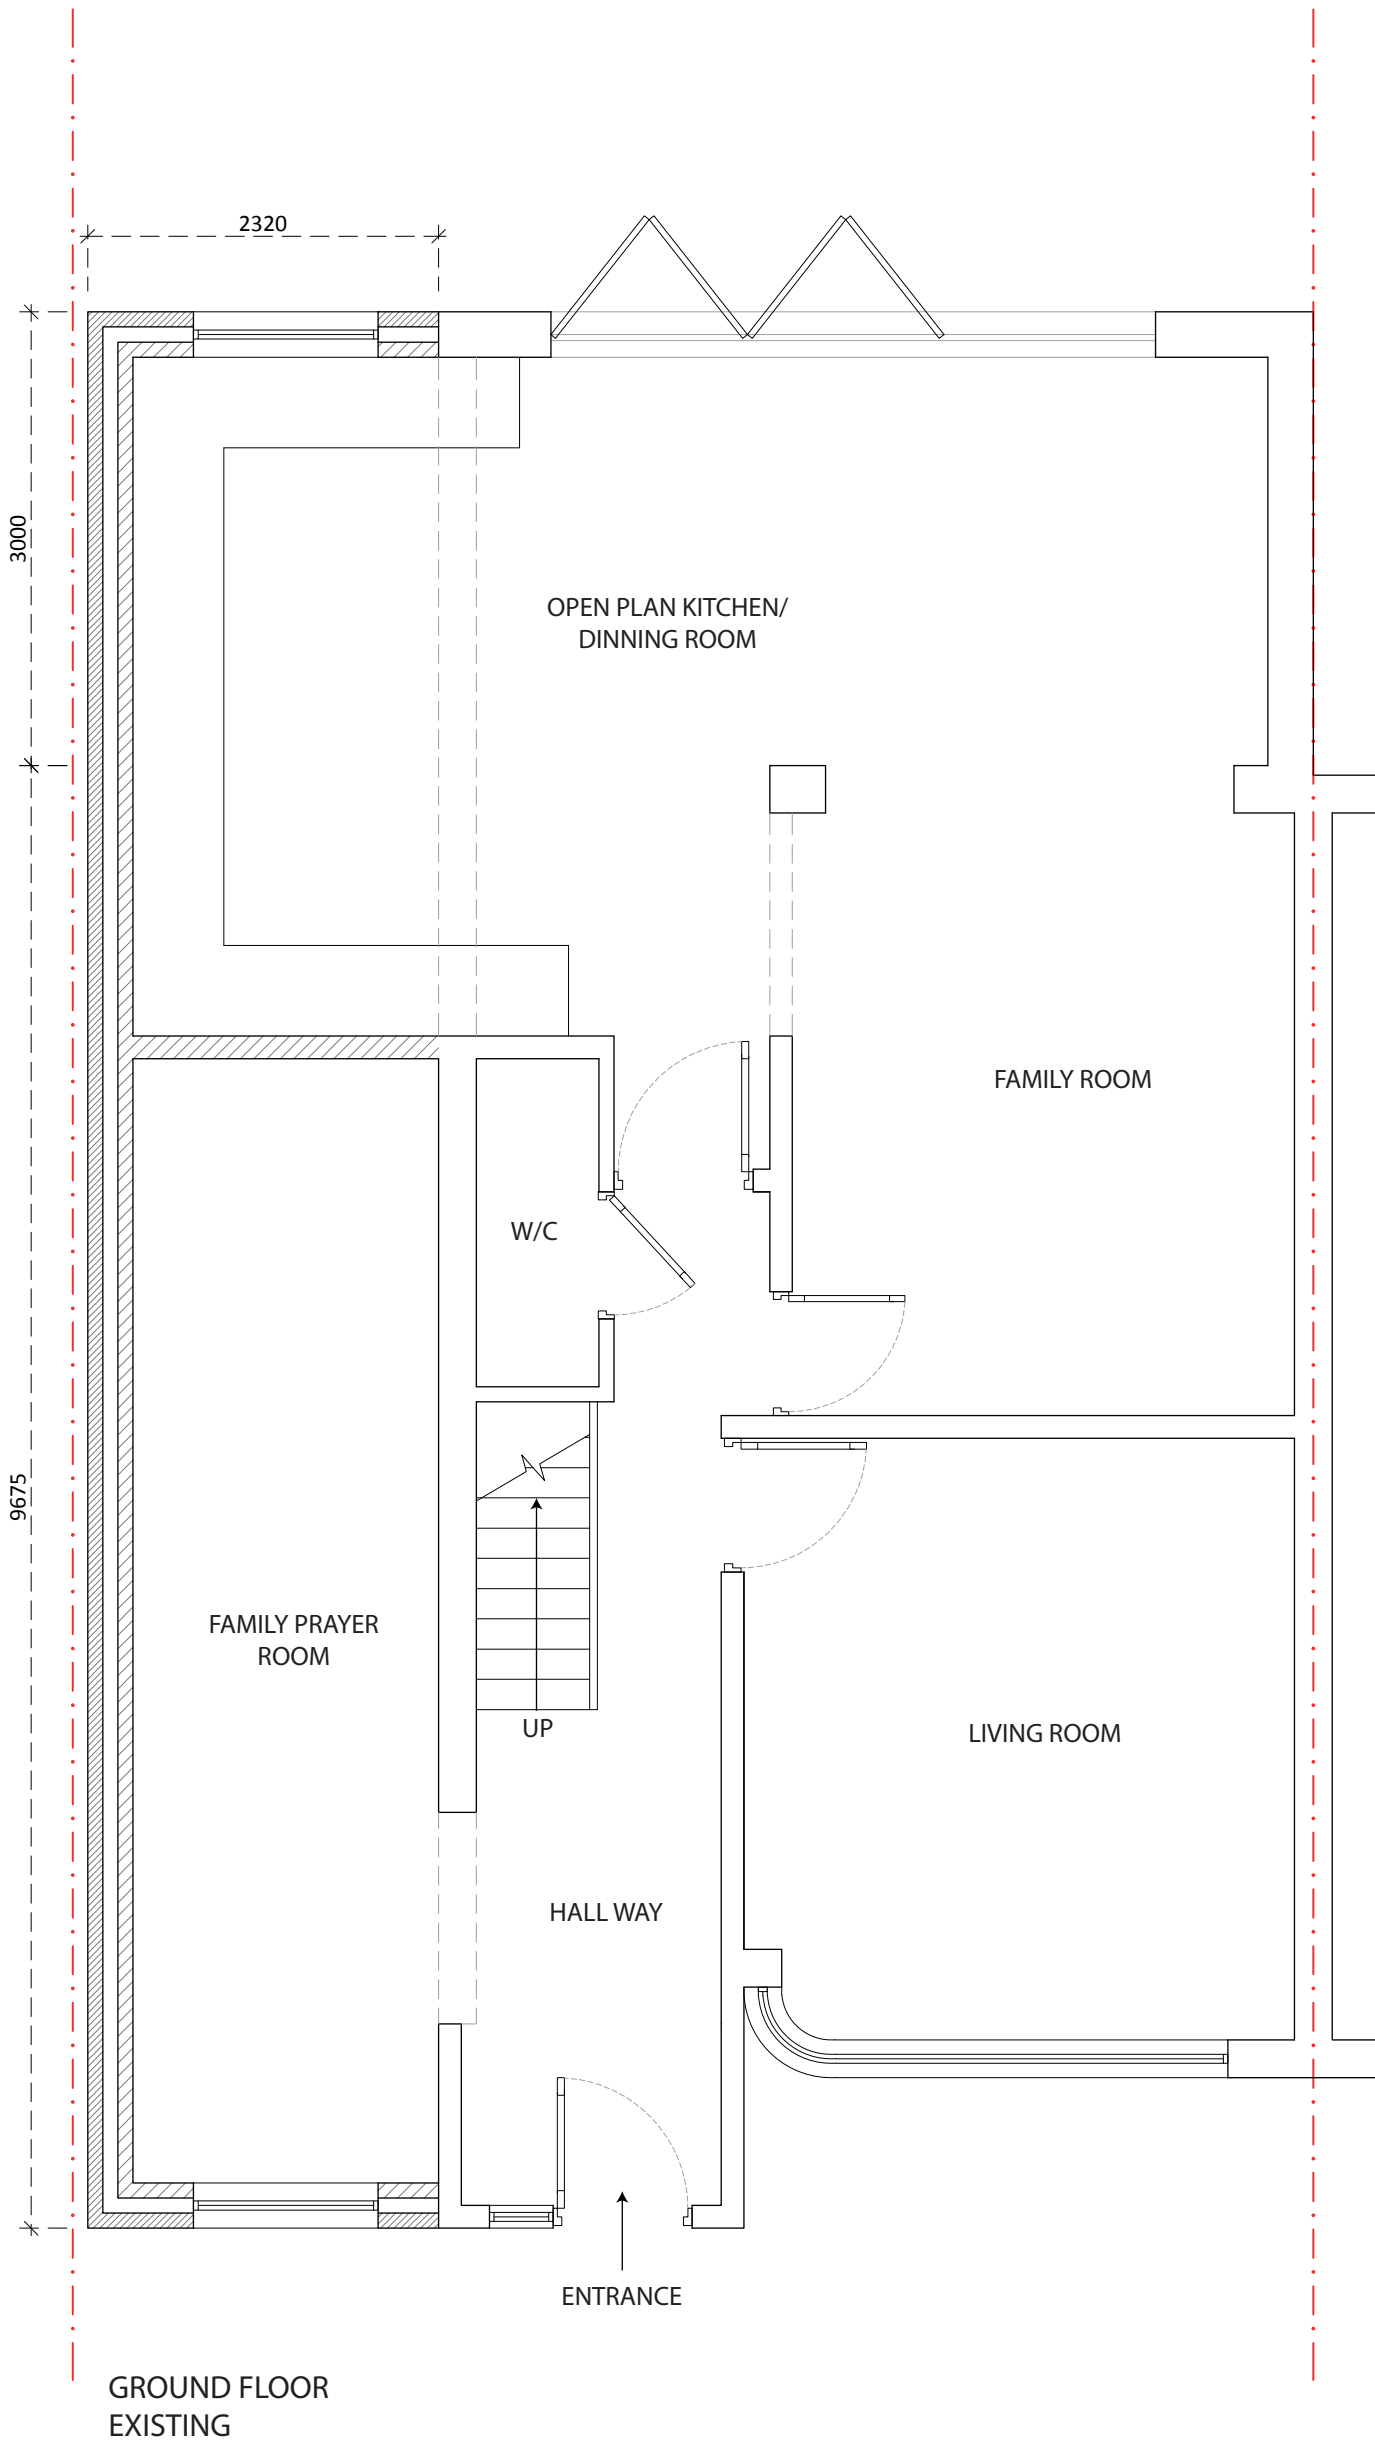 2320
3000
OPEN PLAN KITCHEN/
DINNING ROOM
FAMILY ROOM
W/C
9675
FAMILY PRAYER
ROOM
UP
LIVING ROOM
HALL WAY
ENTRANCE
GROUND FLOOR
EXISTING